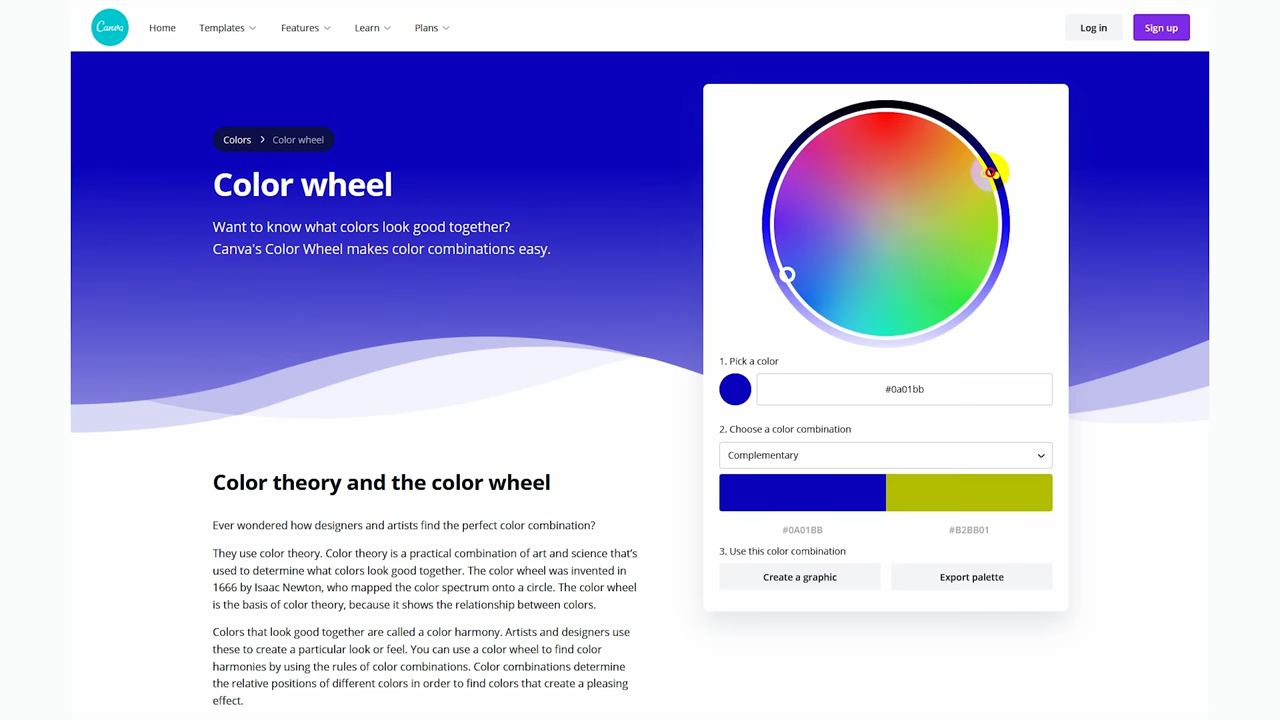 Canva
Home
Templates
Features
Learn
Plans
Log in
Sign up
Colors
Color wheel
Color wheel
Want to know what colors look good together?
Canva's Color Wheel makes color combinations easy.
1. Pick a color
#0a01bb
2. Choose a color combination
Complementary
#0A01BB
#B2BB01
3. Use this color combination
Create a graphic
Export palette
Color theory and the color wheel
Ever wondered how designers and artists find the perfect color combination?
They use color theory. Color theory is a practical combination of art and science that's
used to determine what colors look good together. The color wheel was invented in
1666 by Isaac Newton, who mapped the color spectrum onto a circle. The color wheel
is the basis of color theory, because it shows the relationship between colors.
Colors that look good together are called a color harmony. Artists and designers use
these to create a particular look or feel. You can use a color wheel to find color
harmonies by using the rules of color combinations. Color combinations determine
the relative positions of different colors in order to find colors that create a pleasing
effect.